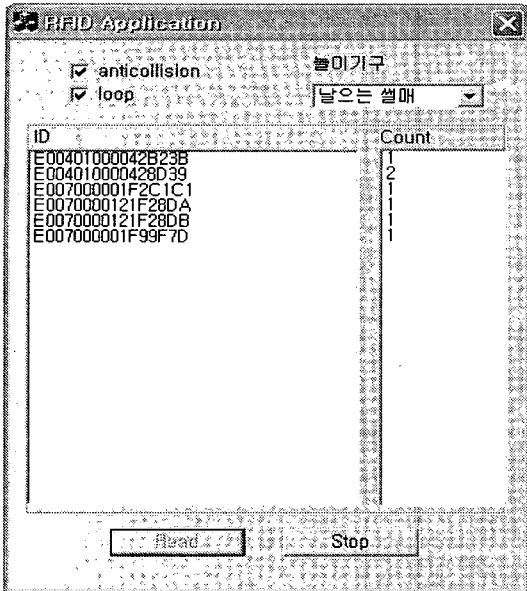 RFID Application
anticollision
loop
놀이기구
날으는 썰매
ID
Count
E00401000042B23B 1
E004010000428D39 2
E007000001F2C1C1 1
E0070000121F28DA 1
E0070000121F28DB 1
E007000001F99F7D 1
Read
Stop